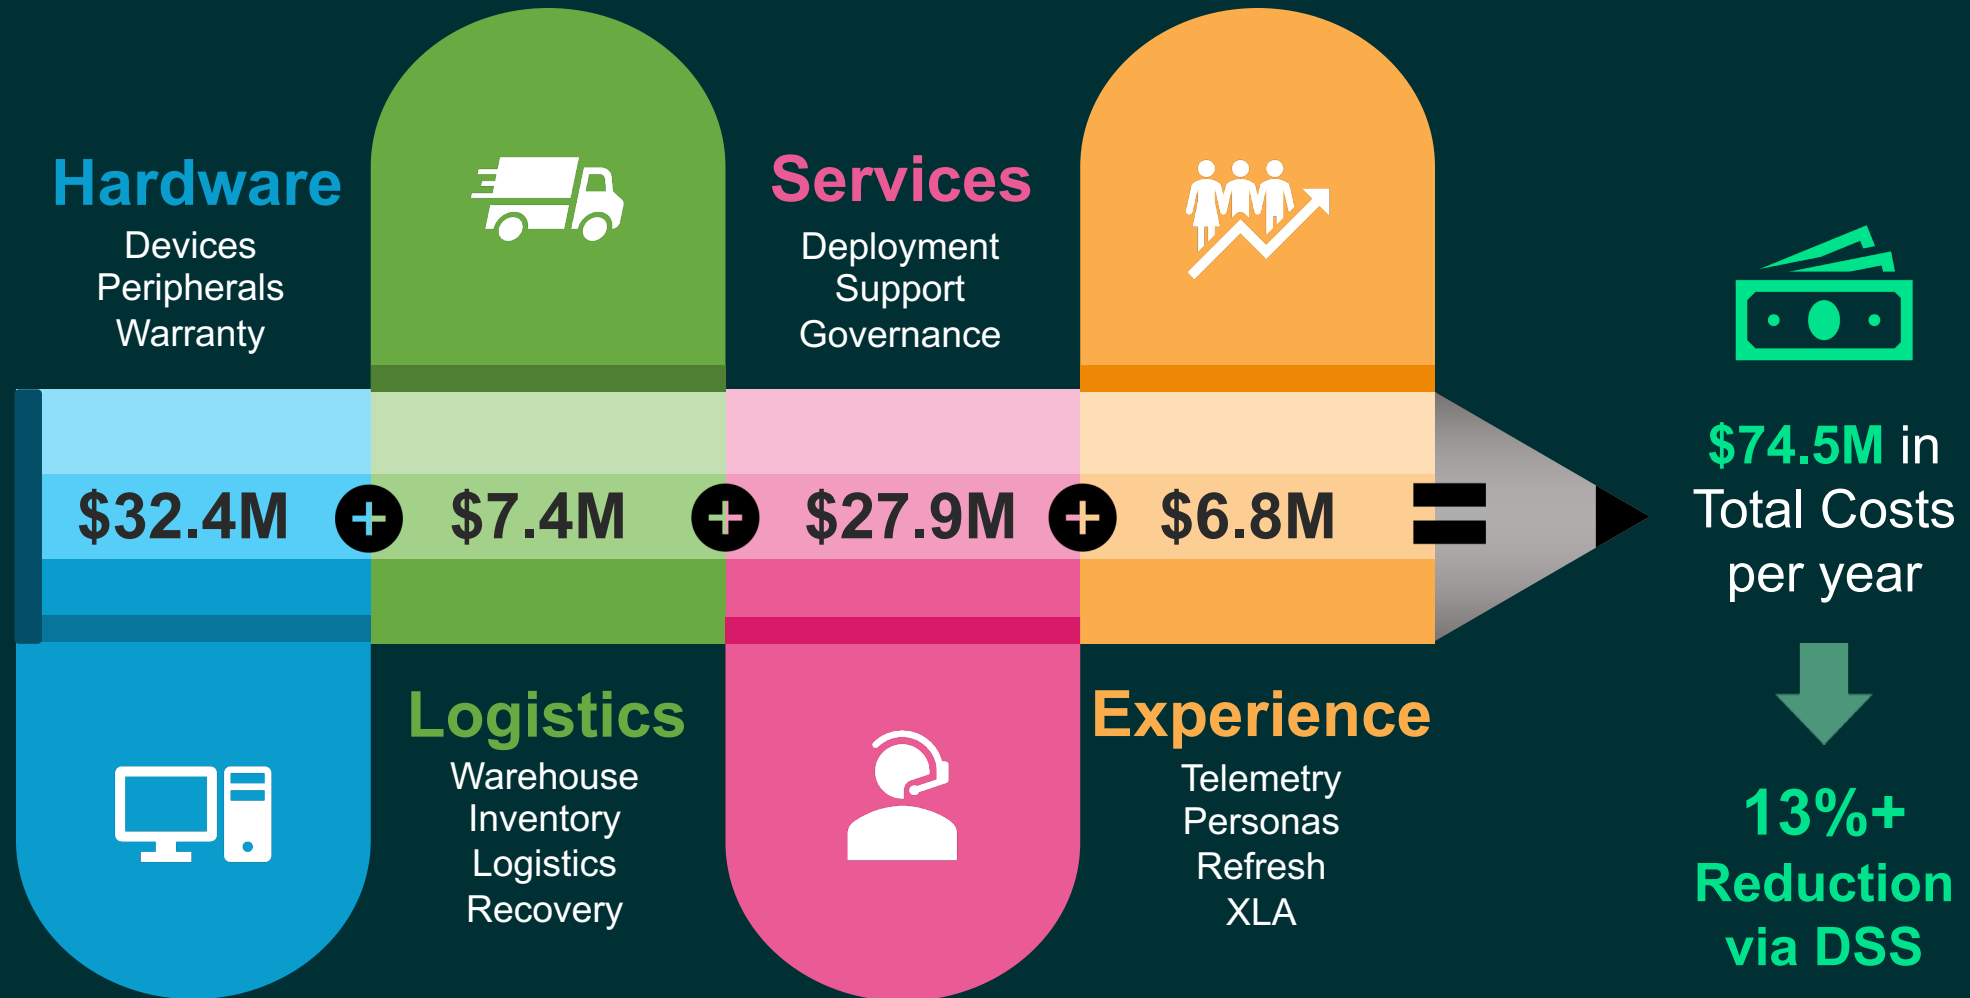 Hardware
Devices
Peripherals
Warranty
Services
Deployment
Support
Governance
$32.4M + $7.4M + $27.9M + $6.8M =
Logistics
Warehouse
Inventory
Logistics
Recovery
Experience
Telemetry
Personas
Refresh
XLA
$74.5M in
Total Costs
per year
13%+
Reduction
via DSS